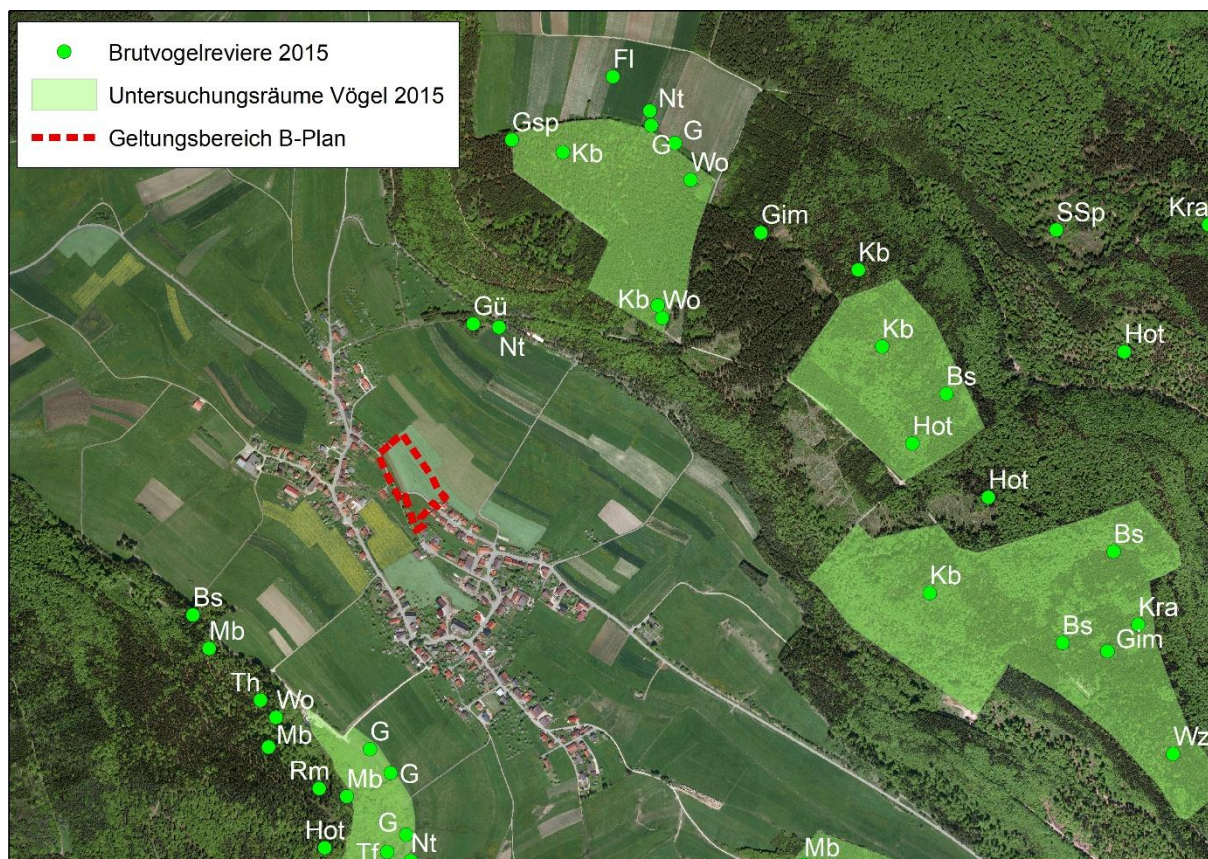 Brutvogelreviere 2015
Untersuchungsräume Vögel 2015
Geltungsbereich B-Plan
Fl
Nt
Gsp
Kb
G
G
Wo
Gim
SSp
Kra
Kb
Kb
Wo
Gü
Nt
Kb
Hot
Bs
Hot
Hot
Bs
Kb
Bs
Kra
Gim
Bs
Mb
Th
Wo
Mb
G
Wz
G
Rm
Mb
G
Hot
Tf
Nt
Mb